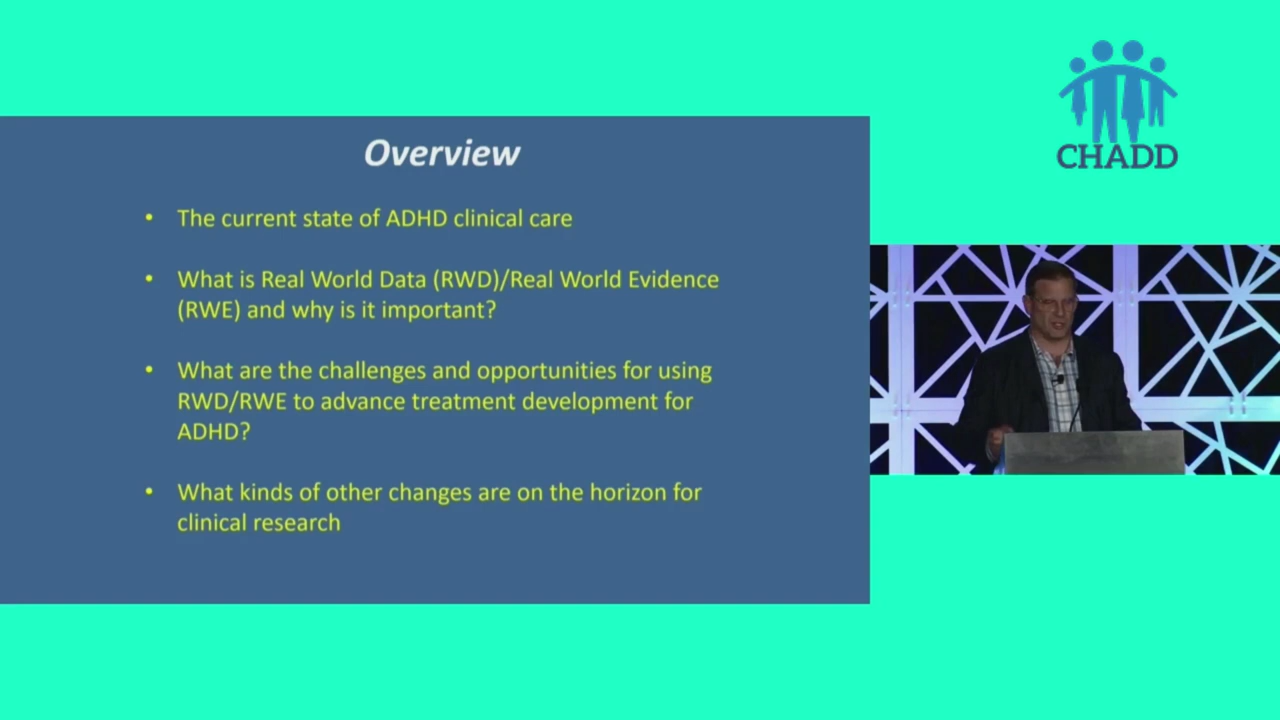 Overview
• The current state of ADHD clinical care
• What is Real World Data (RWD)/Real World Evidence
(RWE) and why is it important?
• What are the challenges and opportunities for using
RWD/RWE to advance treatment development for
ADHD?
• What kinds of other changes are on the horizon for
clinical research
CHADD